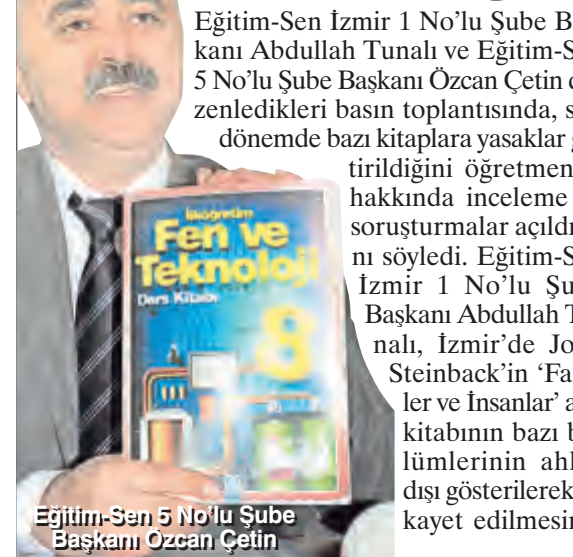 Eğitim-Sen İzmir 1 No’lu Şube B
kanı Abdullah Tunalı ve Eğitim-S
5 No’lu Şube Başkanı Özcan Çetin
zenledikleri basın toplantısında, s
dönemde bazı kitaplara yasaklar
tirildiğini öğretmen
hakkında inceleme
soruşturmalar açıldı
nı söyledi. Eğitim-S
İzmir 1 No’lu Şu
Başkanı Abdullah T
nalı, İzmir’de Jo
Steinback’in ‘Fa
ler ve İnsanlar’ a
kitabının bazı b
lümlerinin ahl
dışı gösterilerek
kayet edilmesin
İlköğretim
Fen ve
Teknoloji
Ders Kitabı
8
Eğitim-Sen 5 No’lu Şube
Başkanı Özcan Çetin